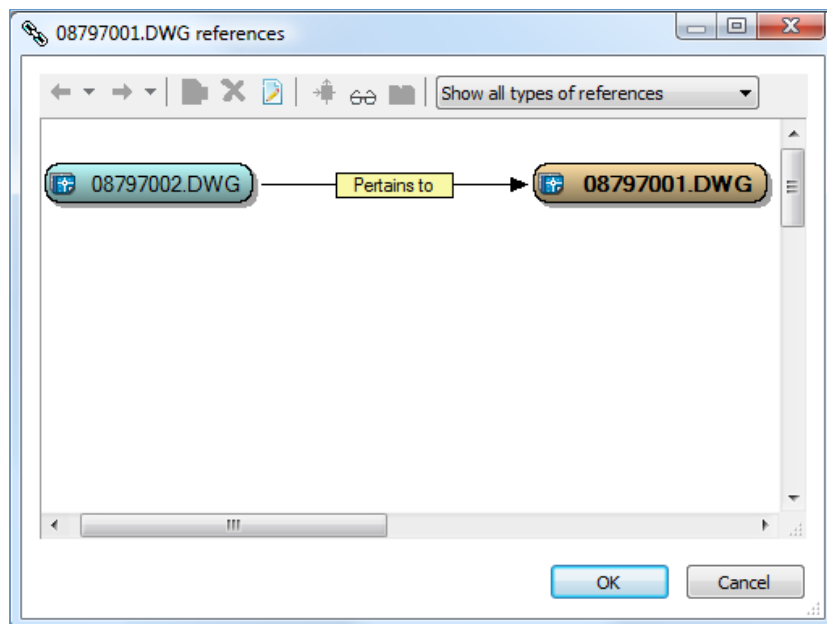 08797001.DWG references
Show all types of references
08797002.DWG
Pertains to
08797001.DWG
OK
Cancel